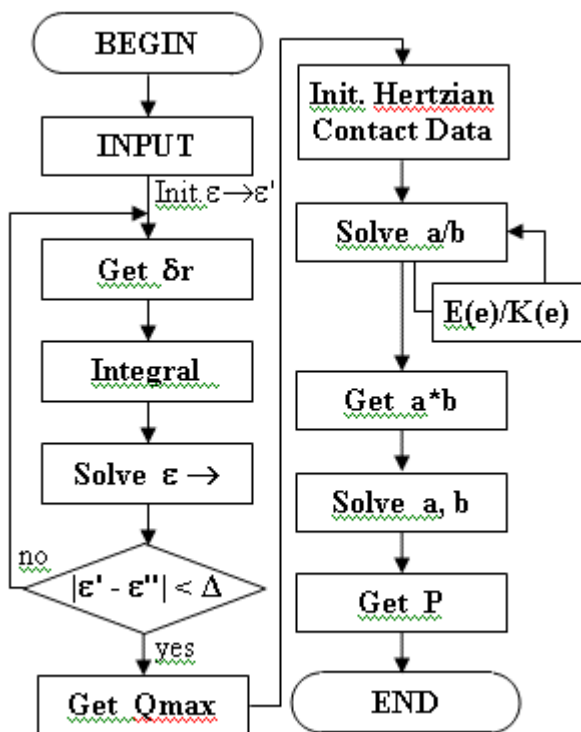 BEGIN
INPUT
Init.ε→ε'
Get δr
Integral
Solve ε →
no
|ε' - ε''| < Δ
yes
Get Qmax
Init. Hertzian
Contact Data
Solve a/b
E(e)/K(e)
Get a*b
Solve a, b
Get P
END